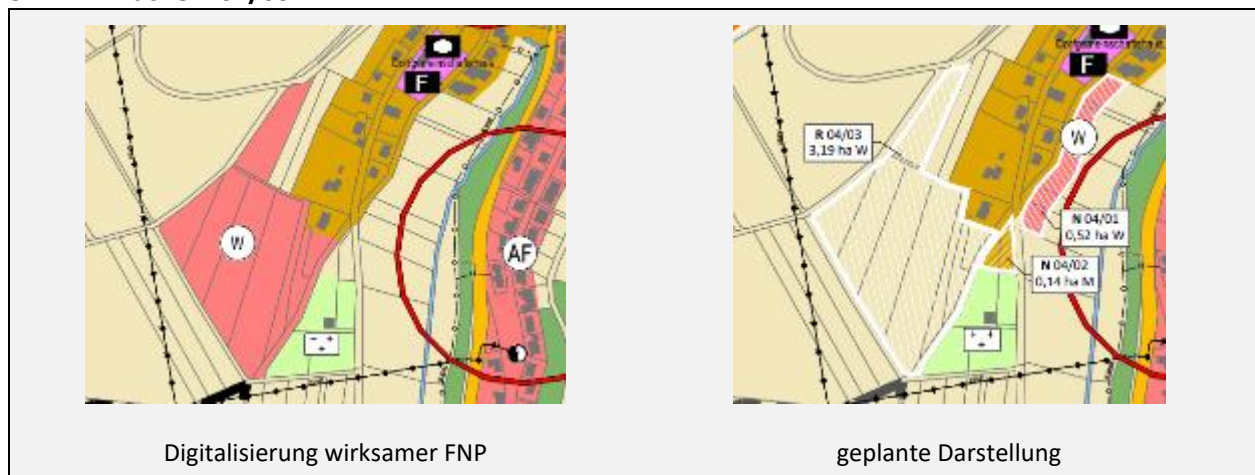 Dorfgemeinschaftshaus
F
W
AF
F
R 04/03
3,19 ha W
W
N 04/01
0,52 ha W
N 04/02
0,14 ha M
Digitalisierung wirksamer FNP
geplante Darstellung